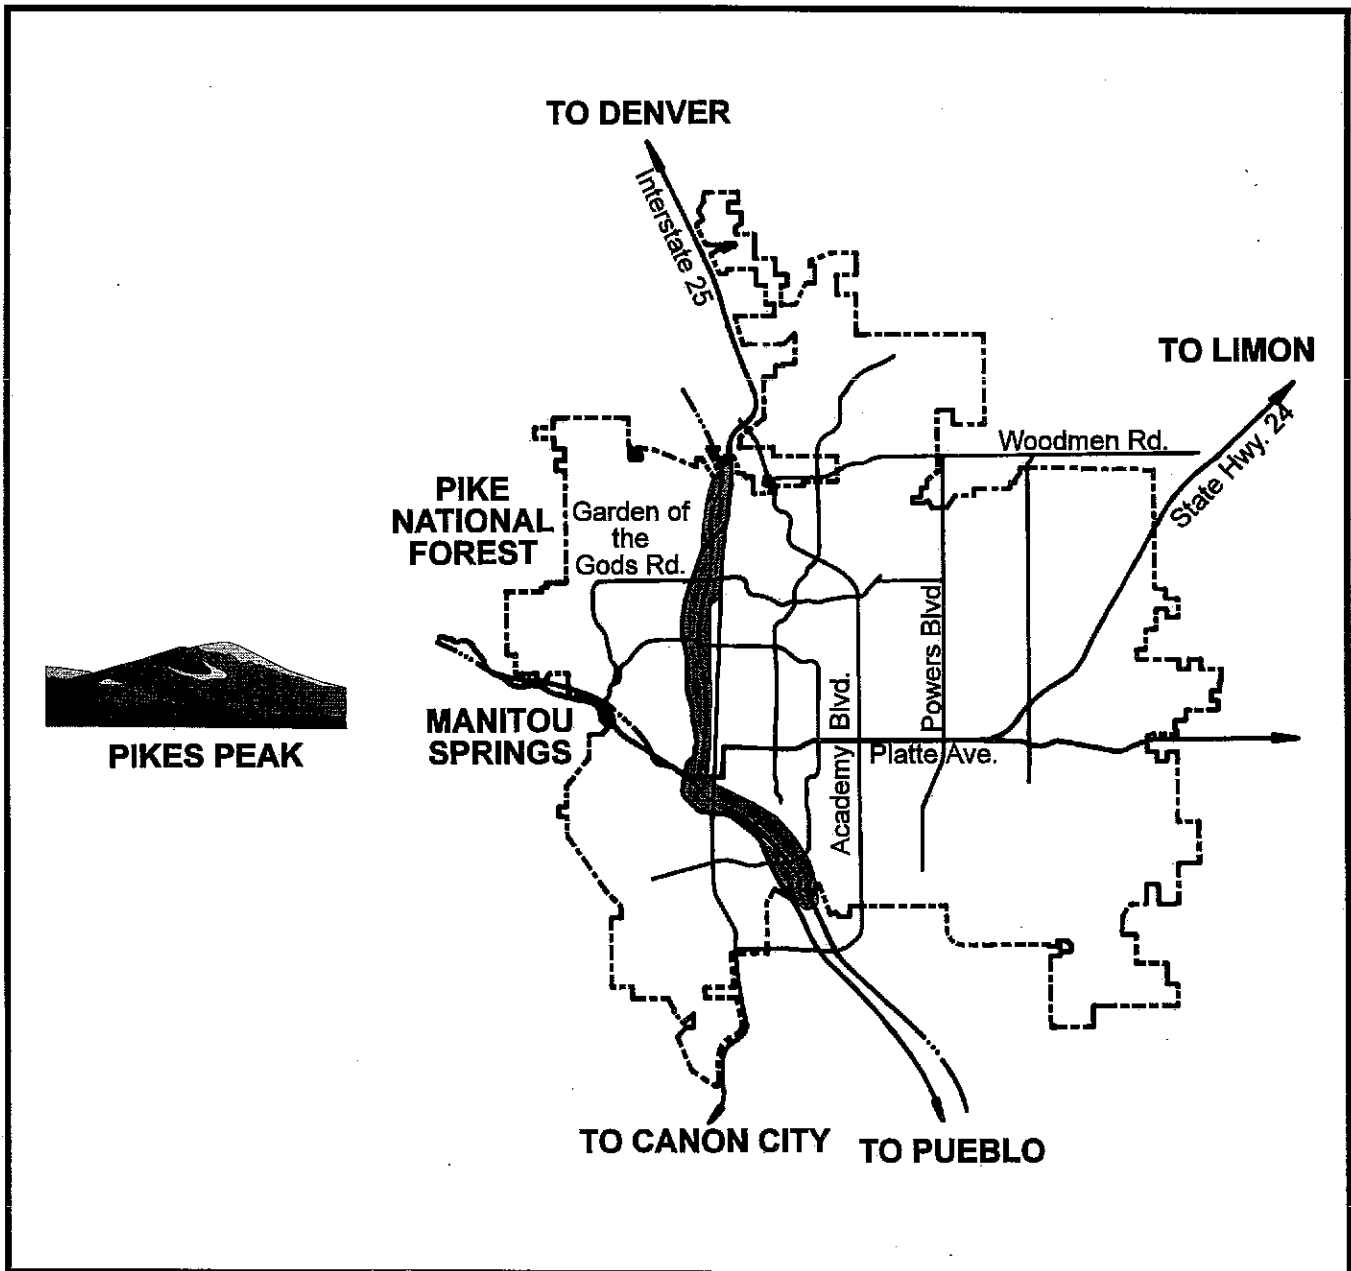 TO DENVER
Interstate 25
TO LIMON
State Hwy. 24
Woodmen Rd.
PIKE
NATIONAL
FOREST
Garden of
the
Gods Rd.
Powers Blvd
Academy Blvd.
MANITOU
SPRINGS
Platte Ave.
PIKES PEAK
TO CANON CITY
TO PUEBLO